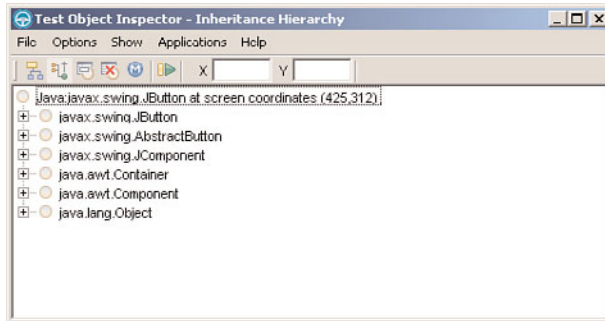 Test Object Inspector - Inheritance Hierarchy
File Options Show Applications Help
X Y
Java:javax.swing.JButton at screen coordinates (425,312)
javax.swing.JButton
javax.swing.AbstractButton
javax.swing.JComponent
java.awt.Container
java.awt.Component
java.lang.Object